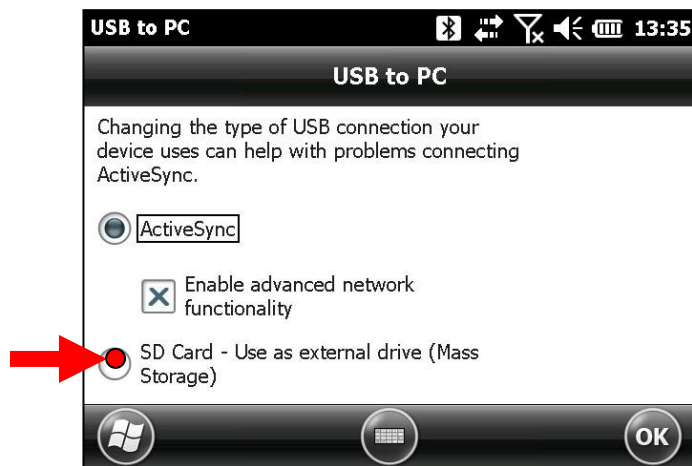 USB to PC 13:35
USB to PC
Changing the type of USB connection your
device uses can help with problems connecting
ActiveSync.
ActiveSync
Enable advanced network
functionality
SD Card - Use as external drive (Mass
Storage)
OK